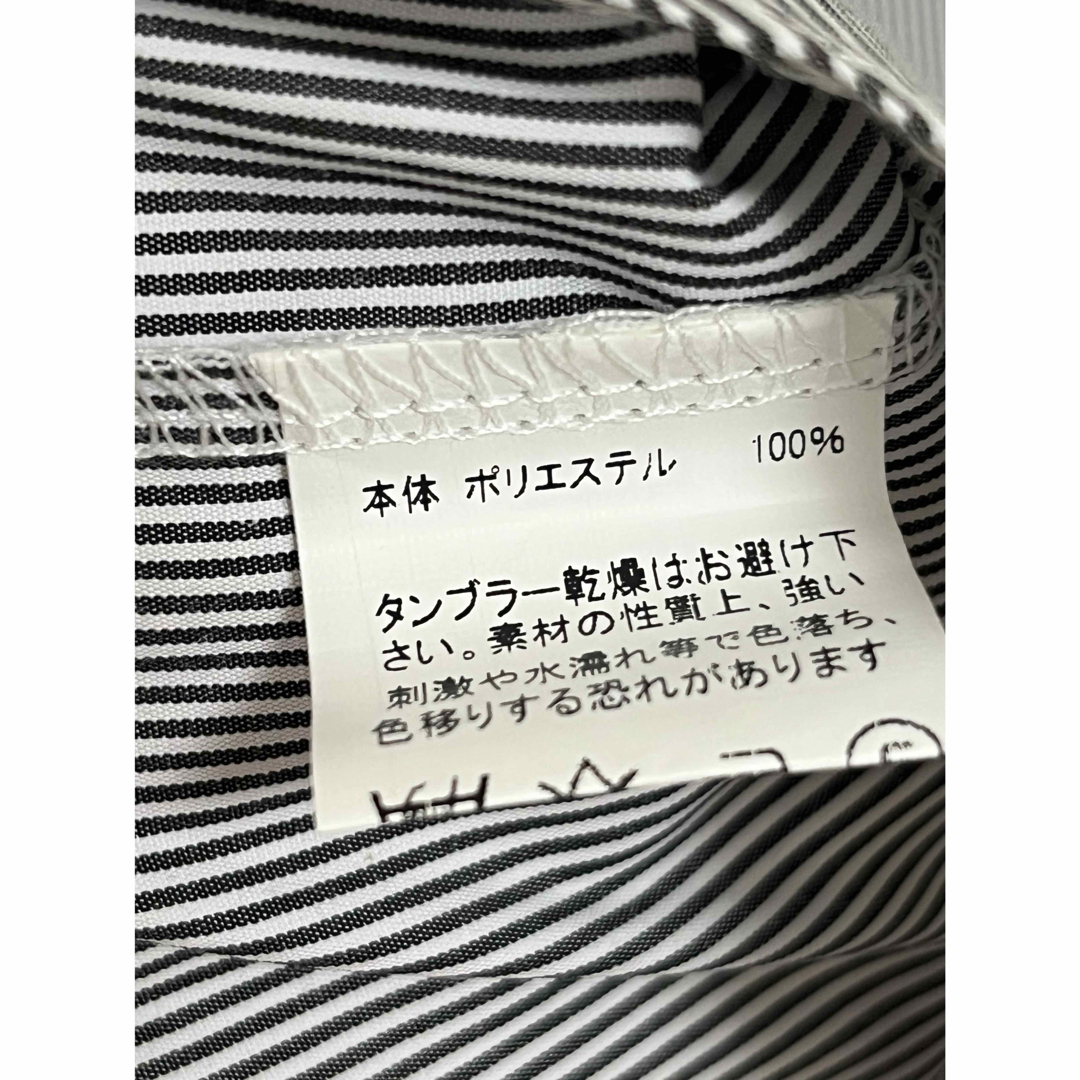 本体 ポリエステル 100%
タンブラー乾燥はお避け下
さい。素材の性質上、強い
刺激や水濡れ等で色落ち、
色移りする恐れがあります